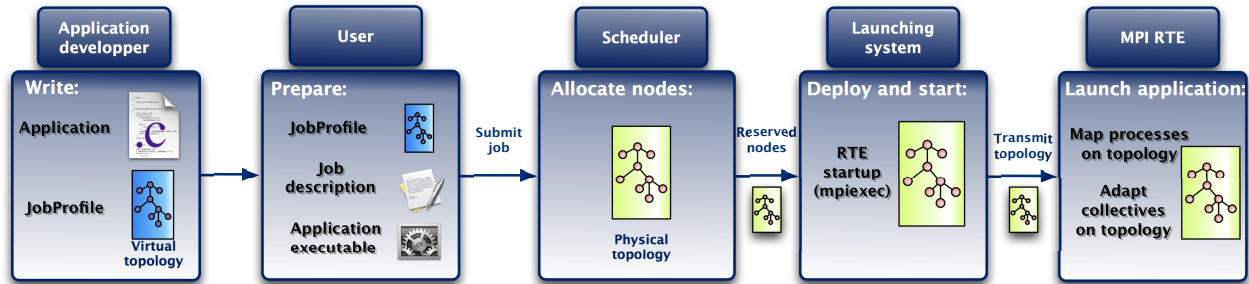 Application
developper
Write:
Application
.c
JobProfile
Virtual
topology
User
Prepare:
JobProfile
Job
description
Application
executable
Submit
job
Scheduler
Allocate nodes:
Physical
topology
Reserved
nodes
Launching
system
Deploy and start:
RTE
startup
(mpiexec)
Transmit
topology
MPI RTE
Launch application:
Map processes
on topology
Adapt
collectives
on topology